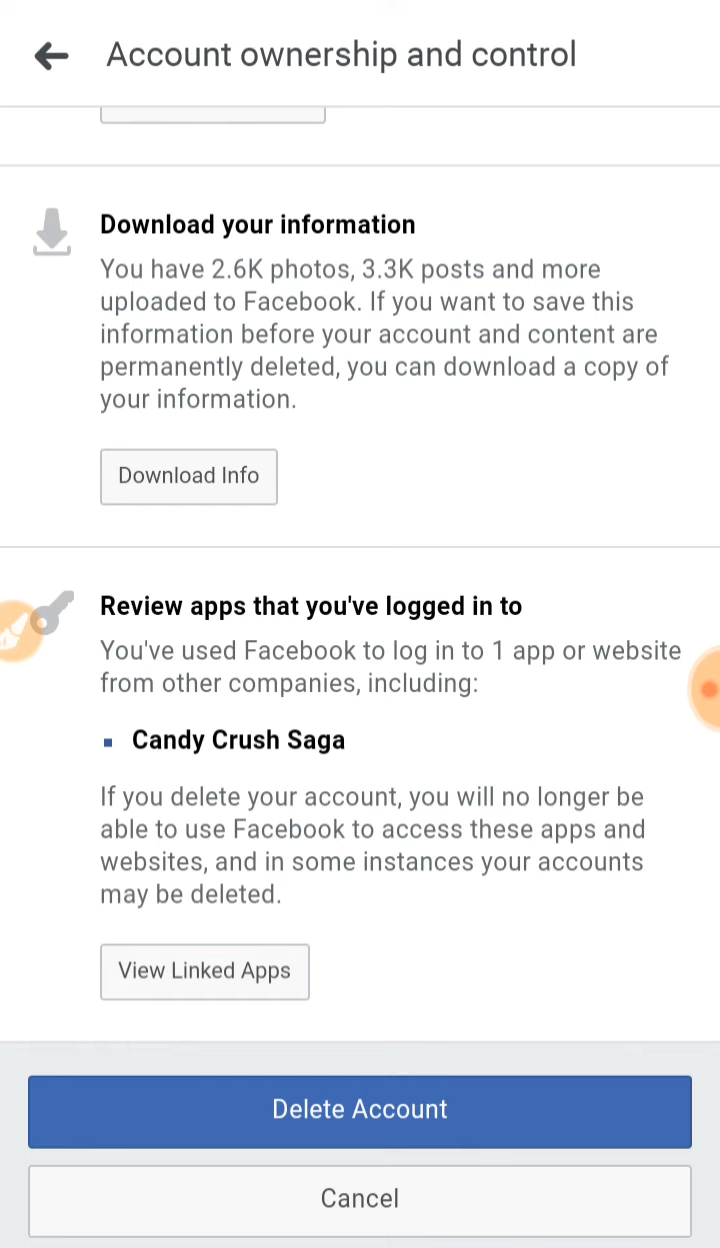 Account ownership and control
Download your information
You have 2.6K photos, 3.3K posts and more
uploaded to Facebook. If you want to save this
information before your account and content are
permanently deleted, you can download a copy of
your information.
Download Info
Review apps that you've logged in to
You've used Facebook to log in to 1 app or website
from other companies, including:
Candy Crush Saga
If you delete your account, you will no longer be
able to use Facebook to access these apps and
websites, and in some instances your accounts
may be deleted.
View Linked Apps
Delete Account
Cancel